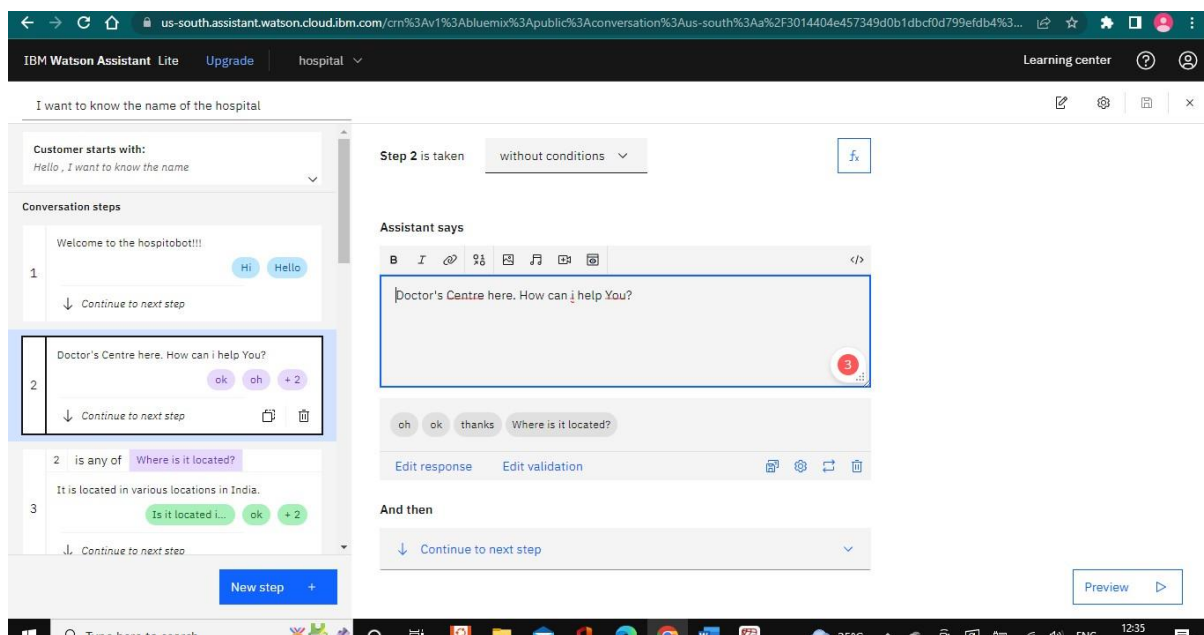 us-south.assistant.watson.cloud.ibm.com/crn%3Av1%3Abluemix%3Apublic%3Aconversation%3Aus-south%3Aa%2F3014404e457349d0b1dbcf0d799efdb4%3...
IBM Watson Assistant Lite Upgrade hospital Learning center
I want to know the name of the hospital
Customer starts with:
Hello , I want to know the name
Conversation steps
Welcome to the hospitobot!!!
Hi Hello
1
Continue to next step
Doctor's Centre here. How can i help You?
ok oh + 2
2
Continue to next step
2 is any of Where is it located?
It is located in various locations in India.
3
Is it located i... ok + 2
Continue to next step
New step +
Step 2 is taken without conditions fx
Assistant says
B I </>
Doctor's Centre here. How can i help You?
3
oh ok thanks Where is it located?
Edit response Edit validation
And then
Continue to next step
Preview
Type here to search
ENG 12:35